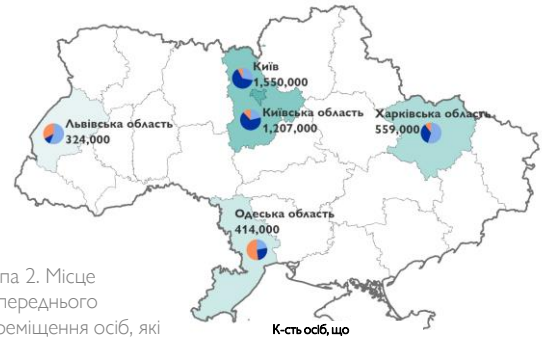 Київ
1,550,000
Київська область
1,207,000
Харківська область
559,000
Львівська область
324,000
Одеська область
414,000
па 2. Місце
переднього
реміщення осіб, які
К-сть осіб, що